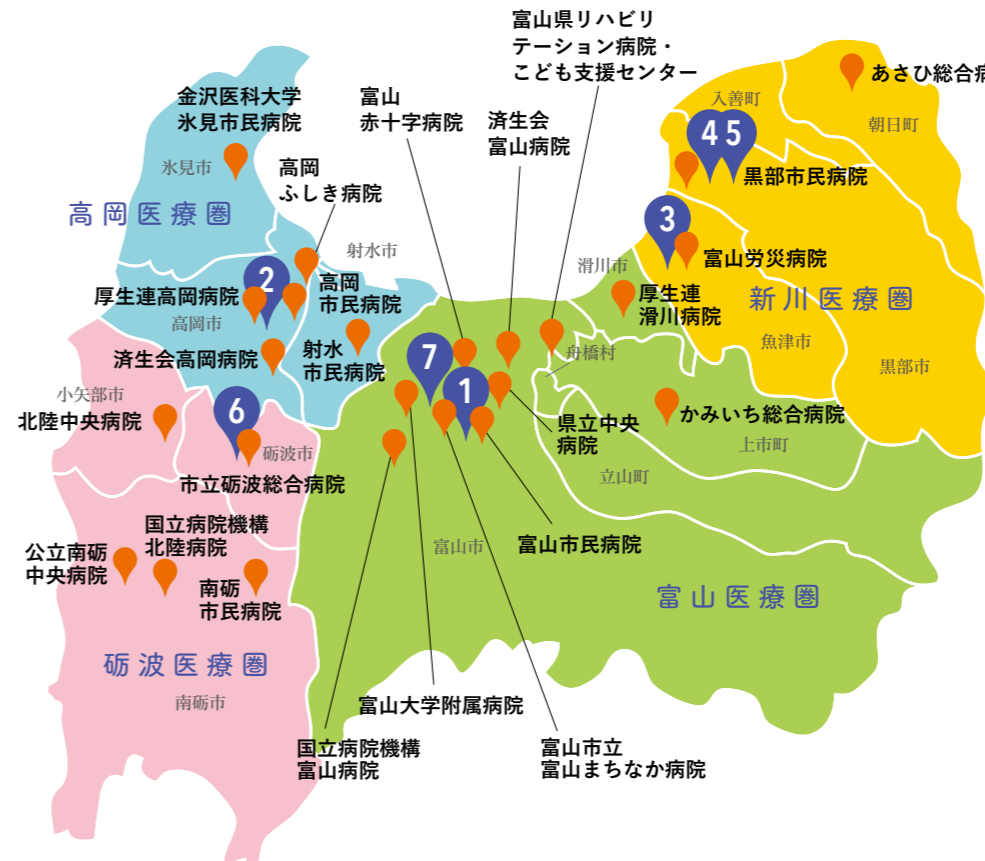 富山県リハビリ
テーション病院・
こども支援センター
あさひ総合病
金沢医科大学
氷見市民病院
富山
赤十字病院
済生会
富山病院
入善町
朝日町
4 5
黒部市民病院
氷見市
高岡
ふしき病院
高岡医療圏
射水市
3
富山労災病院
滑川市
2
高岡
市民病院
厚生連高岡病院
高岡市
厚生連
滑川病院
新川医療圏
魚津市
黒部市
済生会高岡病院
射水
市民病院
7
1
舟橋村
小矢部市
北陸中央病院
6
砺波市
県立中央
病院
かみいち総合病院
上市町
立山町
市立砺波総合病院
国立病院機構
北陸病院
公立南砺
中央病院
南砺
市民病院
富山市
富山市民病院
富山医療圏
砺波医療圏
南砺市
富山大学附属病院
国立病院機構
富山病院
富山市立
富山まちなか病院